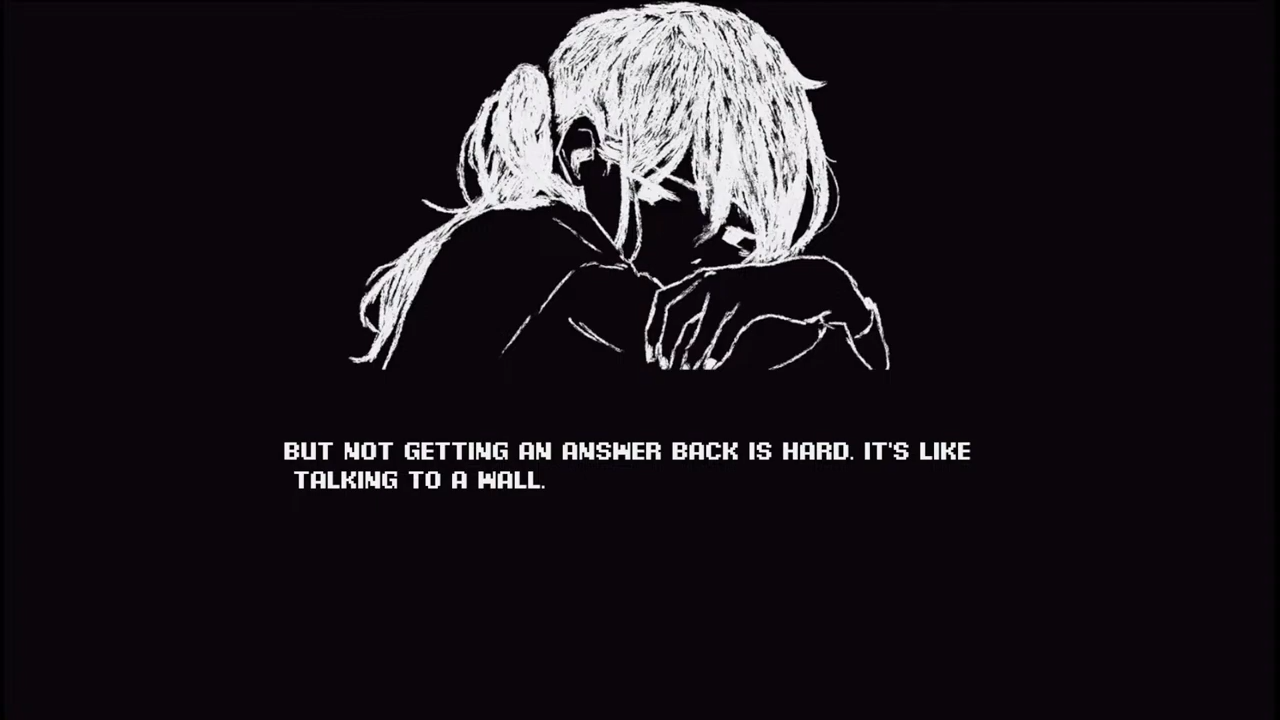 BUT NOT GETTING AN ANSWER BACK IS HARD. IT'S LIKE
TALKING TO A WALL.